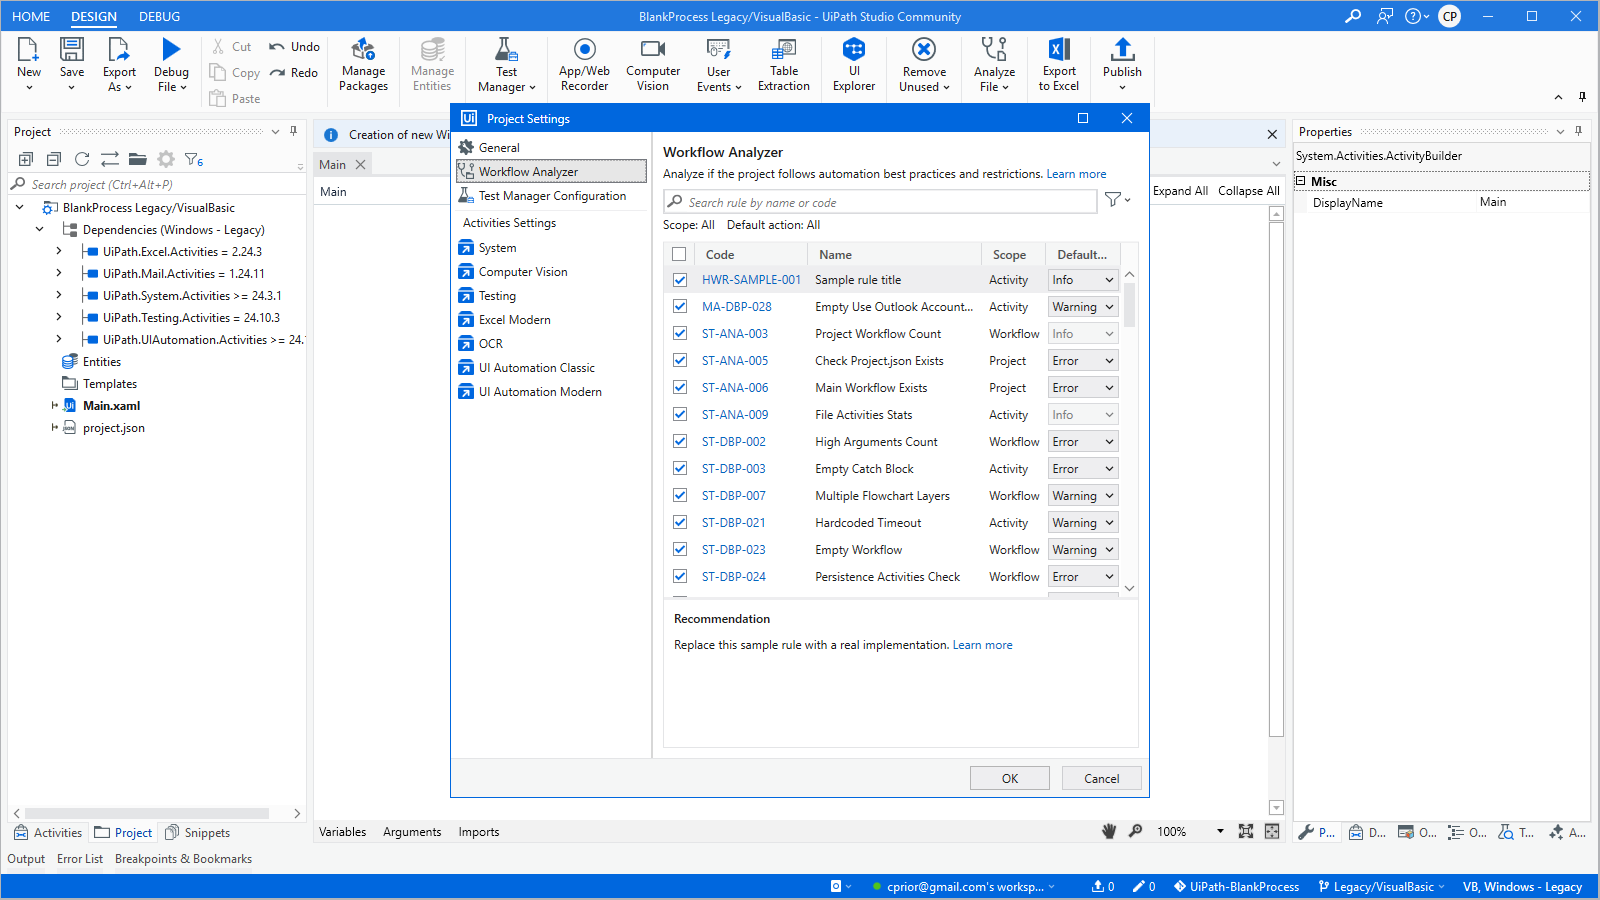 HOME DESIGN DEBUG BlankProcess Legacy/VisualBasic - UiPath Studio Community CP
New Save Export As Debug File Cut Copy Paste Undo Redo Manage Packages Manage Entities Test Manager App/Web Recorder Computer Vision User Events Table Extraction UI Explorer Remove Unused Analyze File Export to Excel Publish
Project
6
Search project (Ctrl+Alt+P)
BlankProcess Legacy/VisualBasic
Dependencies (Windows - Legacy)
UiPath.Excel.Activities = 2.24.3
UiPath.Mail.Activities = 1.24.11
UiPath.System.Activities >= 24.3.1
UiPath.Testing.Activities = 24.10.3
UiPath.UIAutomation.Activities >= 24.
Entities
Templates
Main.xaml
project.json
Activities Project Snippets
Output Error List Breakpoints & Bookmarks
Creation of new Wi
Main
Main
Expand All Collapse All
Ui Project Settings
General
Workflow Analyzer
Test Manager Configuration
Activities Settings
System
Computer Vision
Testing
Excel Modern
OCR
UI Automation Classic
UI Automation Modern
Workflow Analyzer
Analyze if the project follows automation best practices and restrictions. Learn more
Search rule by name or code
Scope: All Default action: All
Code Name Scope Default...
HWR-SAMPLE-001 Sample rule title Activity Info
MA-DBP-028 Empty Use Outlook Account... Activity Warning
ST-ANA-003 Project Workflow Count Workflow Info
ST-ANA-005 Check Project.json Exists Project Error
ST-ANA-006 Main Workflow Exists Project Error
ST-ANA-009 File Activities Stats Activity Info
ST-DBP-002 High Arguments Count Workflow Error
ST-DBP-003 Empty Catch Block Activity Error
ST-DBP-007 Multiple Flowchart Layers Workflow Warning
ST-DBP-021 Hardcoded Timeout Activity Warning
ST-DBP-023 Empty Workflow Workflow Warning
ST-DBP-024 Persistence Activities Check Workflow Error
Recommendation
Replace this sample rule with a real implementation. Learn more
OK Cancel
Variables Arguments Imports 100%
Properties
System.Activities.ActivityBuilder
Misc
DisplayName Main
P... D... O... O... T... A...
cprior@gmail.com's worksp... 0 0 UiPath-BlankProcess Legacy/VisualBasic VB, Windows - Legacy